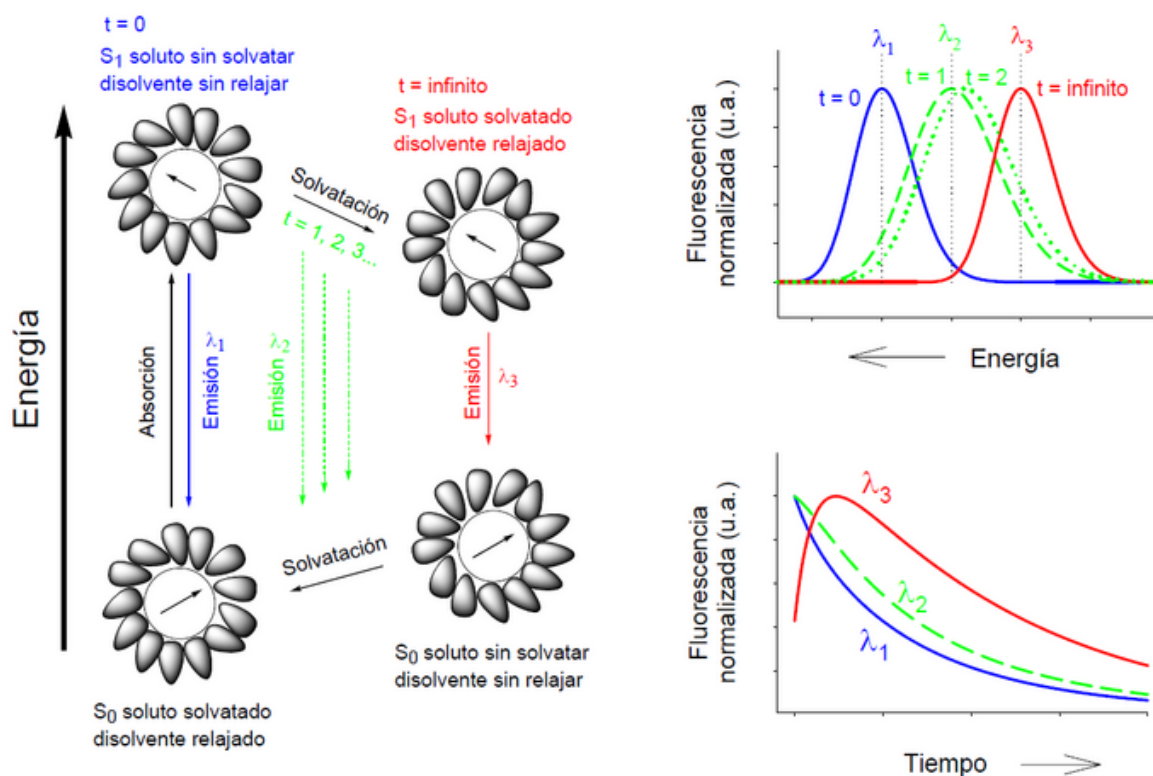 t = 0
S₁ soluto sin solvatar
disolvente sin relajar
t = infinito
S₁ soluto solvatado
disolvente relajado
Solvatación
t = 1, 2, 3...
Energía
Absorción
Emisión λ₁
Emisión λ₂
Emisión λ₃
Solvatación
S₀ soluto sin solvatar
disolvente sin relajar
S₀ soluto solvatado
disolvente relajado
λ₁ λ₂ λ₃
t = 1 t = 2
t = 0 t = infinito
Fluorescencia
normalizada (u.a.)
Energía
λ₃
λ₂
λ₁
Fluorescencia
normalizada (u.a.)
Tiempo